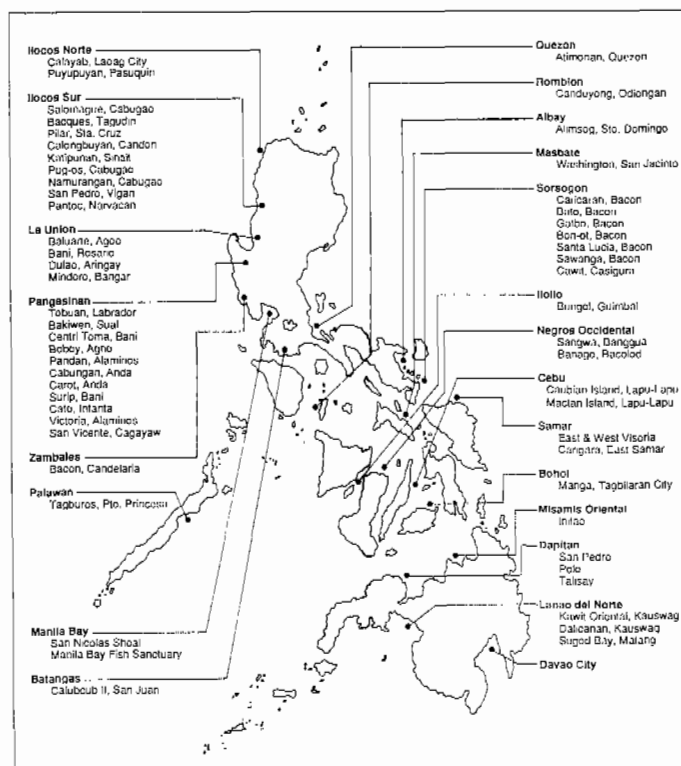 Ilocos Norte
Calayab, Laoag City
Puyupuyan, Pasuquin
Ilocos Sur
Salomague, Cabugao
Bacques, Tagudin
Pilar, Sta. Cruz
Calongbuyan, Candon
Katipunan, Sinait
Pug-os, Cabugao
Namurangan, Cabugao
San Pedro, Vigan
Pantoc, Narvacan
La Union
Baluane, Agoo
Bani, Rosario
Dulao, Aringay
Mindoro, Bangar
Pangasinan
Tobuan, Labrador
Bakiwen, Sual
Centri Toma, Bani
Boboy, Agno
Pandan, Alaminos
Cabungan, Anda
Carot, Anda
Surip, Bani
Cato, Infanta
Victoria, Alaminos
San Vicente, Cagayaw
Zambales
Bacon, Candelaria
Palawan
Tagburos, Pto. Princesa
Manila Bay
San Nicolas Shoal
Manila Bay Fish Sanctuary
Batangas
Calubcub II, San Juan
Quezon
Atimonan, Quezon
Romblon
Canduyong, Odiongan
Albay
Alimsog, Sto. Domingo
Masbate
Washington, San Jacinto
Sorsogon
Caricaran, Bacon
Bato, Bacon
Gatbo, Bacon
Bon-ot, Bacon
Santa Lucia, Bacon
Sawanga, Bacon
Cawit, Casigura
Iloilo
Bungol, Guimbal
Negros Occidental
Sangwa, Banggua
Banago, Bacolod
Cebu
Caubian Island, Lapu-Lapu
Mactan Island, Lapu-Lapu
Samar
East & West Visoria
Cangara, East Samar
Bohol
Manga, Tagbilaran City
Misamis Oriental
Initao
Dapitan
San Pedro
Polo
Talisay
Lanao del Norte
Kawit Oriental, Kauswag
Dalicanan, Kauswag
Sugod Bay, Malang
Davao City